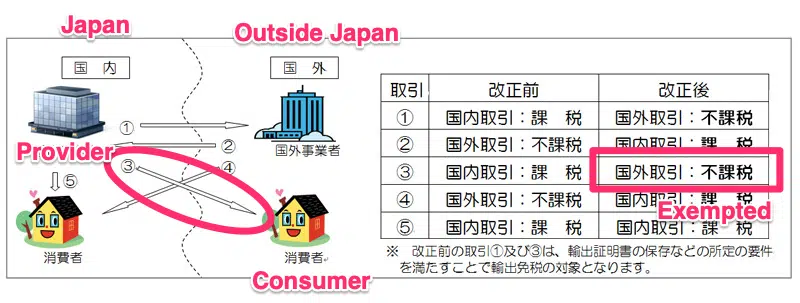 Japan
Outside Japan
国内
国外
①
国外事業者
②
Provider
③
④
⑤
消費者
消費者
Consumer
取引 改正前 改正後
① 国内取引：課 税 国外取引：不課税
② 国外取引：不課税 国内取引：課 税
③ 国内取引：課 税 国外取引：不課税
④ 国外取引：不課税 国内取引：課 税
⑤ 国内取引：課 税 国内取引：課 税
Exempted
※ 改正前の取引①及び③は、輸出証明書の保存などの所定の要件
を満たすことで輸出免税の対象となります。